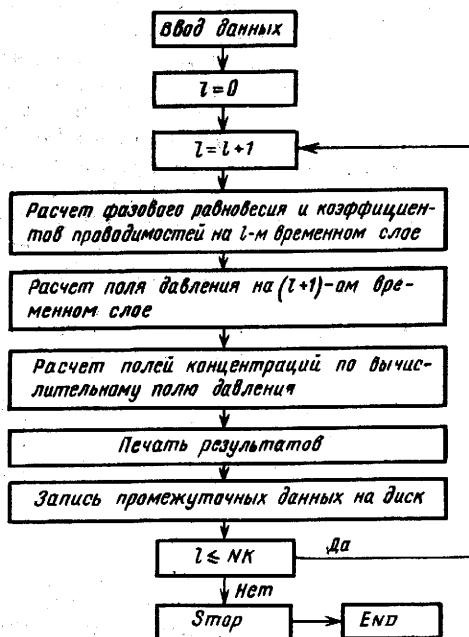 Ввод данных
l=0
l=l+1
Расчет фазового равновесия и коэффициен-
тов проводимостей на l-м временном слое
Расчет поля давления на (l+1)-ом вре-
менном слое
Расчет полей концентраций по вычис-
лительному полю давления
Печать результатов
Запись промежуточных данных на диск
l ≤ NK
Да
Нет
Stop
END